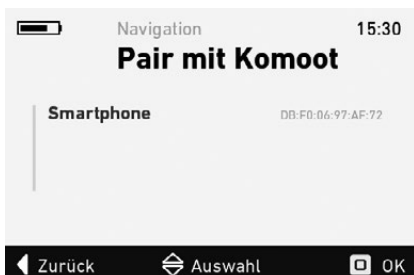 Navigation 15:30
Pair mit Komoot
Smartphone DB:F0:06:97:AF:72
Zurück Auswahl OK